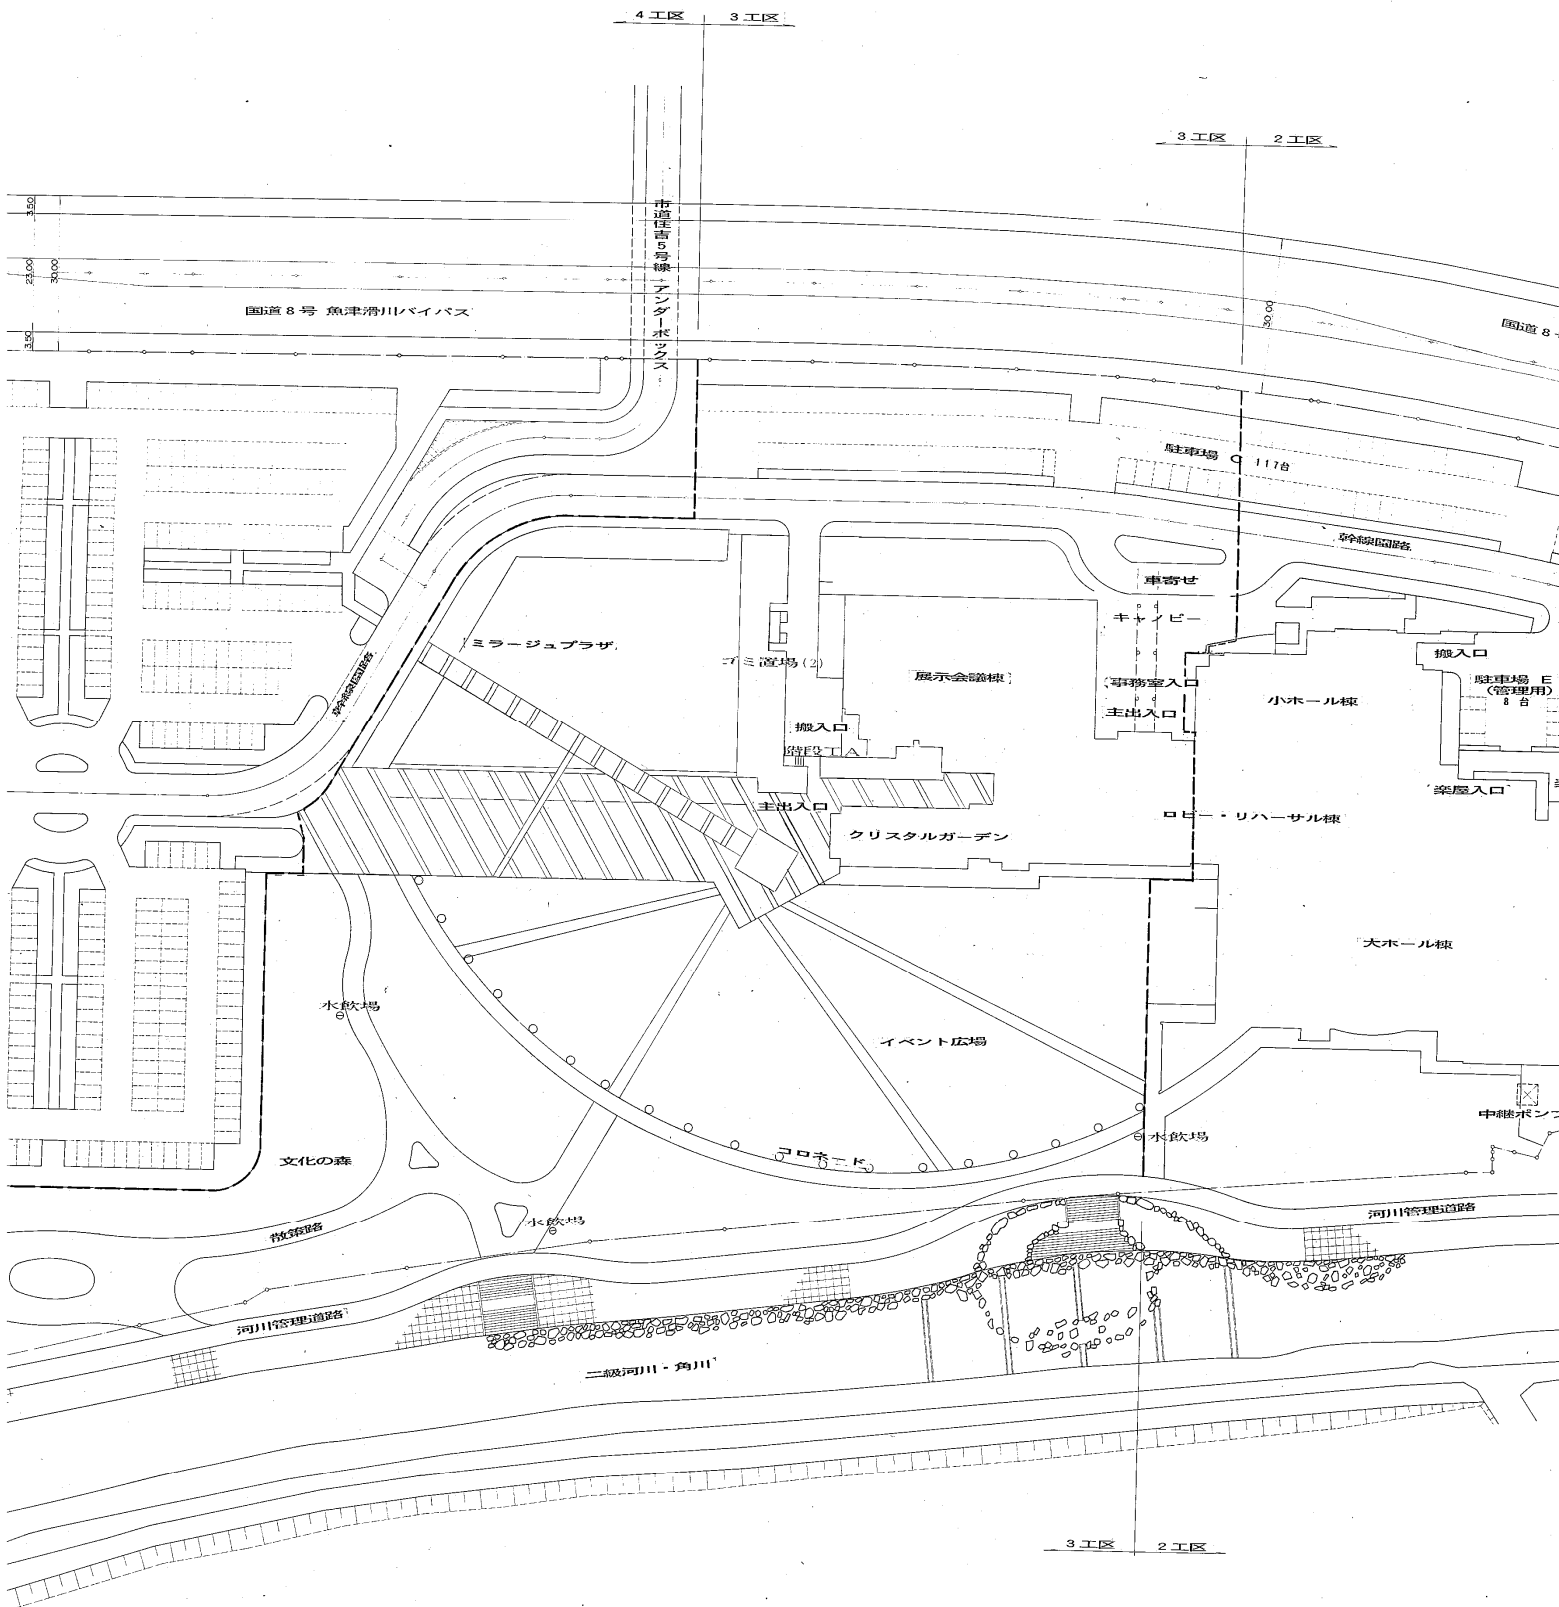 4工区 3工区
3工区 2工区
市道住吉5号線 アンダーボックス
3.50
23.00
30.00
3.50
30.00
国道8号 魚津滑川バイパス
国道8
駐車場 C 117台
幹線園路
車寄せ
キャノピー
ミラージュプラザ
ゴミ置場(2)
展示会議棟
事務室入口
主出入口
小ホール棟
搬入口
駐車場 E
(管理用)
8台
幹線園路
搬入口
階段工A
主出入口
クリスタルガーデン
ロビー・リハーサル棟
楽屋入口
大ホール棟
水飲場
イベント広場
中継ポンプ
水飲場
文化の森
コロネード
水飲場
散策路
河川管理道路
河川管理道路
二級河川・角川
3工区 2工区